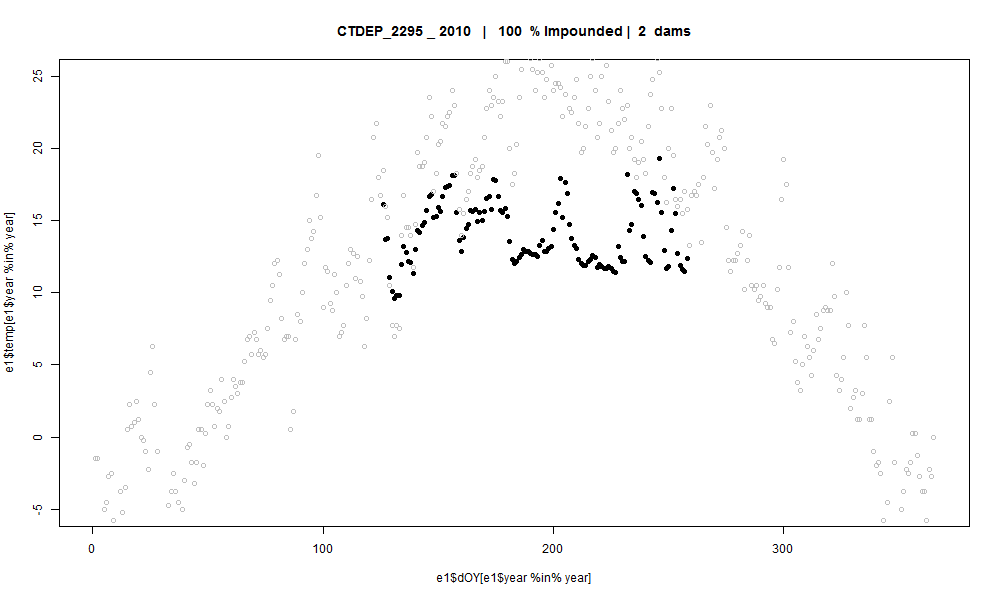 CTDEP_2295 _ 2010 | 100 % Impounded | 2 dams
25
20
15
10
5
0
-5
e1$temp[e1$year %in% year]
0 100 200 300
e1$dOY[e1$year %in% year]